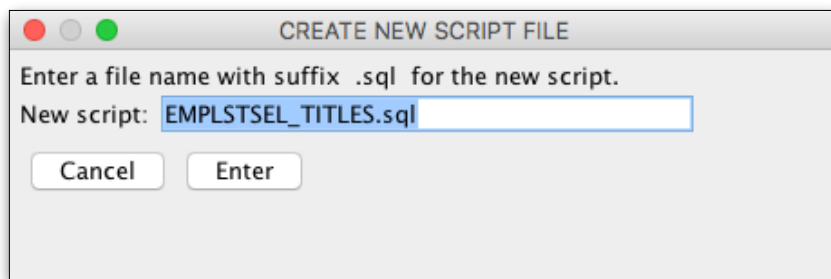 CREATE NEW SCRIPT FILE
Enter a file name with suffix .sql for the new script.
New script: EMPLSTSEL_TITLES.sql
Cancel Enter